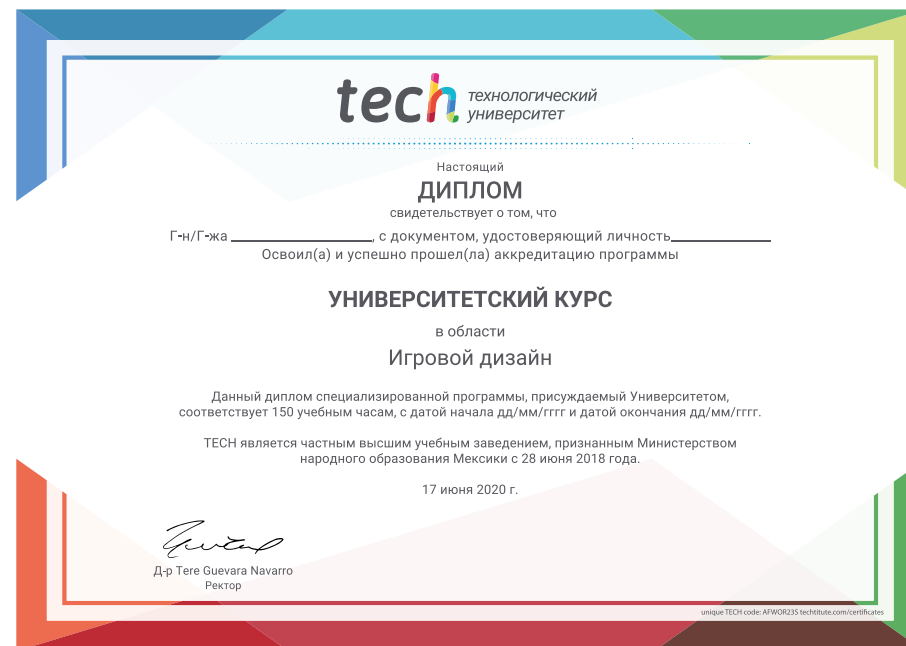 tech технологический
университет
Настоящий
ДИПЛОМ
свидетельствует о том, что
Г-н/Г-жа ____________________, с документом, удостоверяющий личность______________
Освоил(а) и успешно прошел(ла) аккредитацию программы
УНИВЕРСИТЕТСКИЙ КУРС
в области
Игровой дизайн
Данный диплом специализированной программы, присуждаемый Университетом,
соответствует 150 учебным часам, с датой начала дд/мм/гггг и датой окончания дд/мм/гггг.
TECH является частным высшим учебным заведением, признанным Министерством
народного образования Мексики с 28 июня 2018 года.
17 июня 2020 г.
Д-р Tere Guevara Navarro
Ректор
unique TECH code: AFWOR23S techtitute.com/certificates